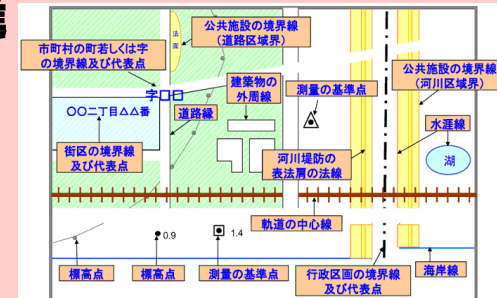 公共施設の境界線
（道路区域界）
法面
市町村の町若しくは字
の境界線及び代表点
字□□
建築物の
外周線
測量の基準点
公共施設の境界線
（河川区域界）
〇〇二丁目△△番
道路線
水涯線
街区の境界線
及び代表点
河川堤防の
表法肩の法線
湖
軌道の中心線
0.9
1.4
標高点
標高点
測量の基準点
行政区画の境界線
及び代表点
海岸線